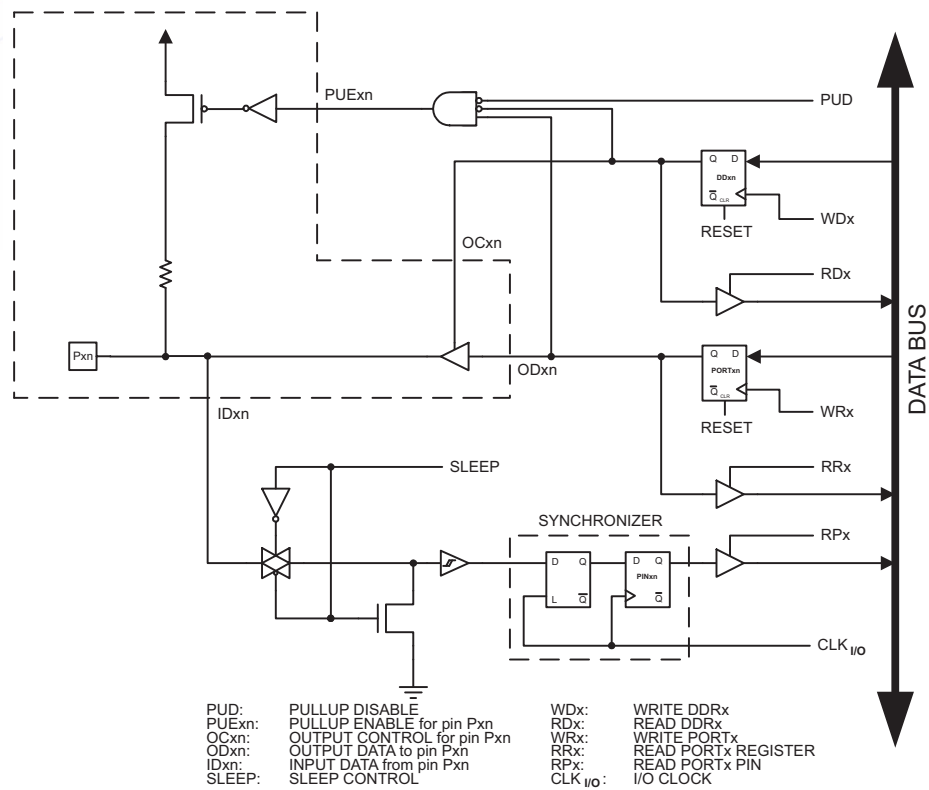 PUExn
PUD
Q D
DDxn
Q CLR
RESET
WDx
OCxn
RDx
DATA BUS
Pxn
ODxn
Q D
PORTxn
Q CLR
RESET
WRx
IDxn
SLEEP
RRx
SYNCHRONIZER
RPx
D Q
L Q
D Q
PINxn
Q
CLK I/O
PUD: PULLUP DISABLE
PUExn: PULLUP ENABLE for pin Pxn
OCxn: OUTPUT CONTROL for pin Pxn
ODxn: OUTPUT DATA to pin Pxn
IDxn: INPUT DATA from pin Pxn
SLEEP: SLEEP CONTROL
WDx: WRITE DDRx
RDx: READ DDRx
WRx: WRITE PORTx
RRx: READ PORTx REGISTER
RPx: READ PORTx PIN
CLK I/O: I/O CLOCK